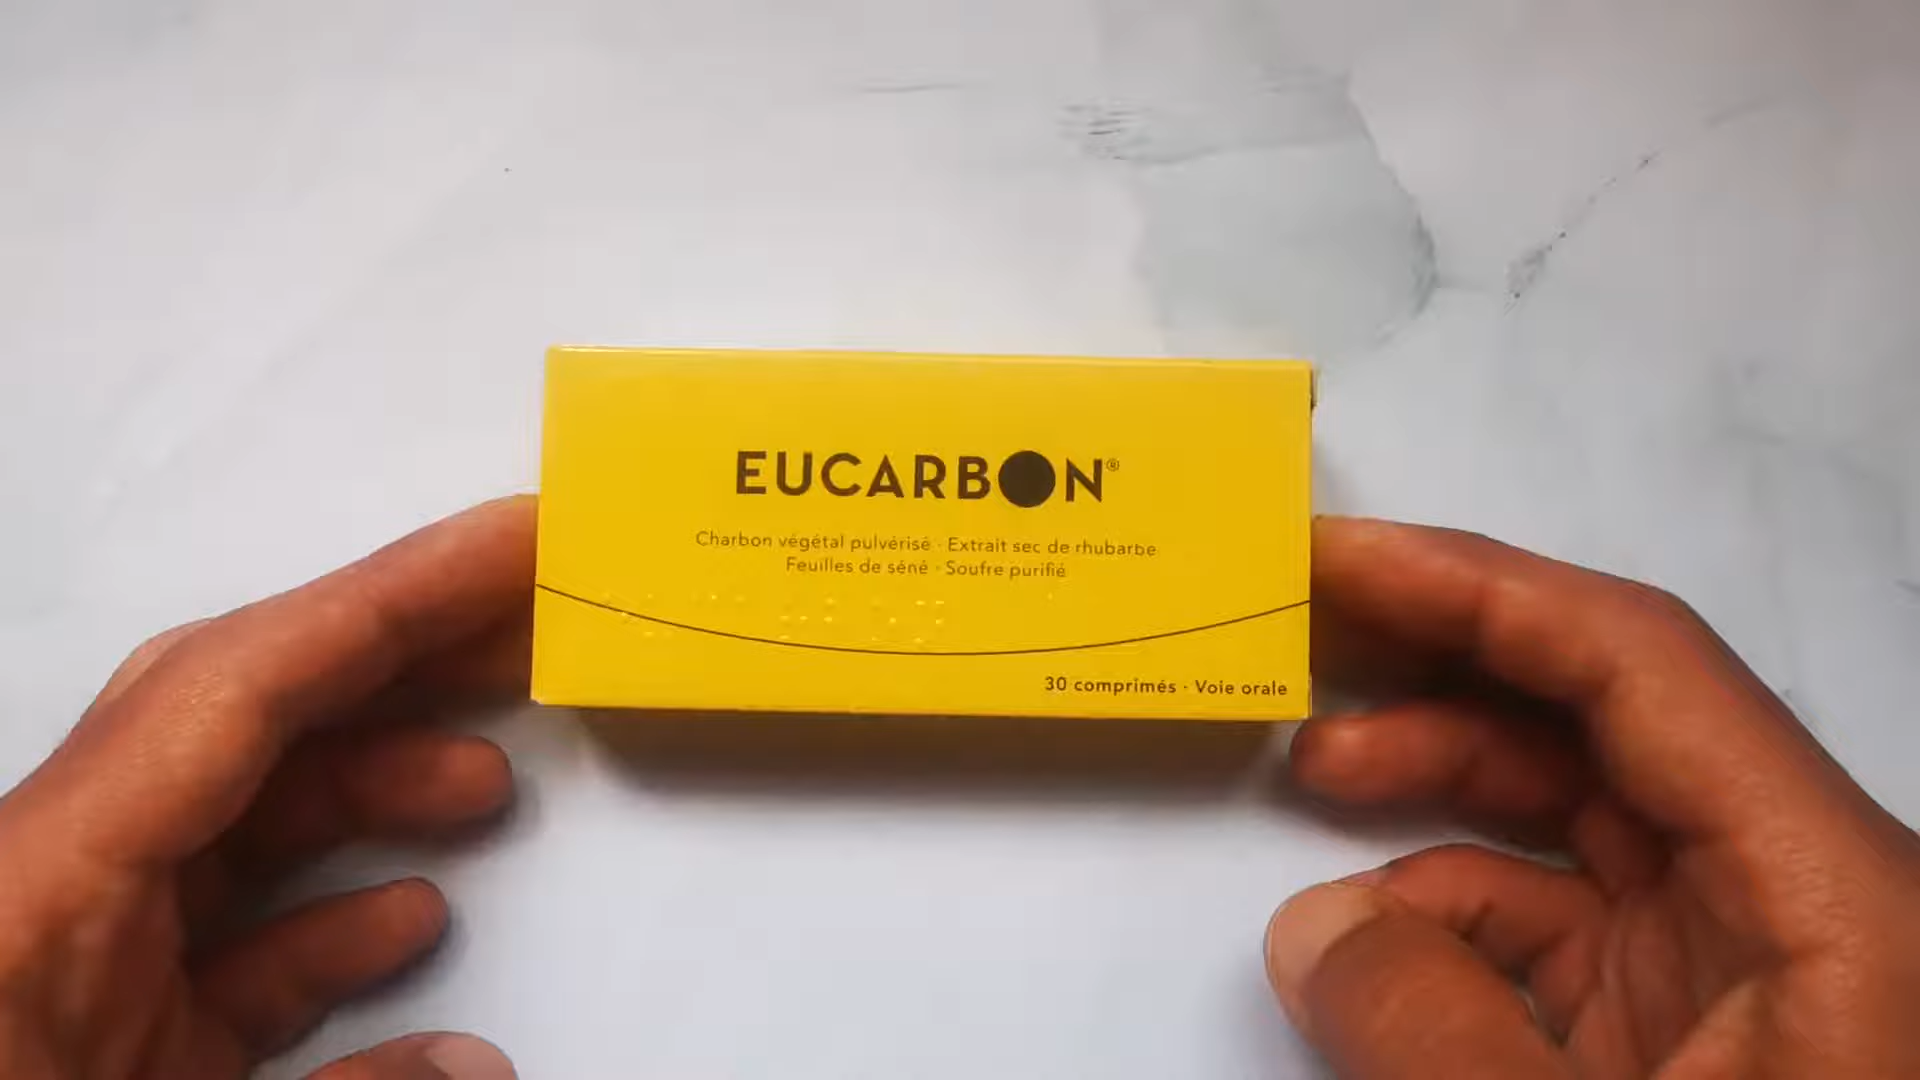 EUCARBON®
Charbon végétal pulvérisé · Extrait sec de rhubarbe
Feuilles de séné · Soufre purifié
30 comprimés · Voie orale